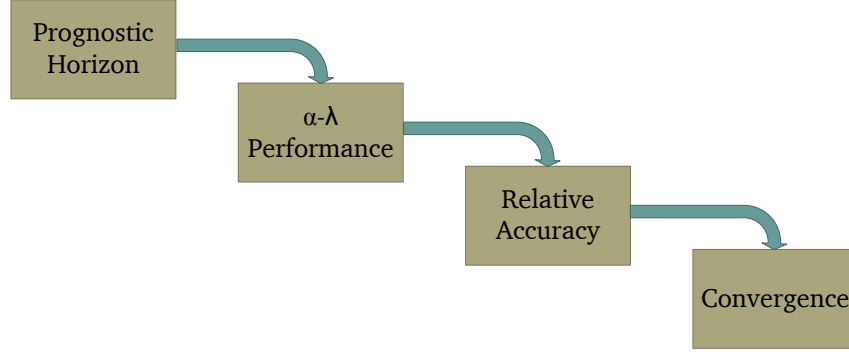 Prognostic
Horizon
α-λ
Performance
Relative
Accuracy
Convergence